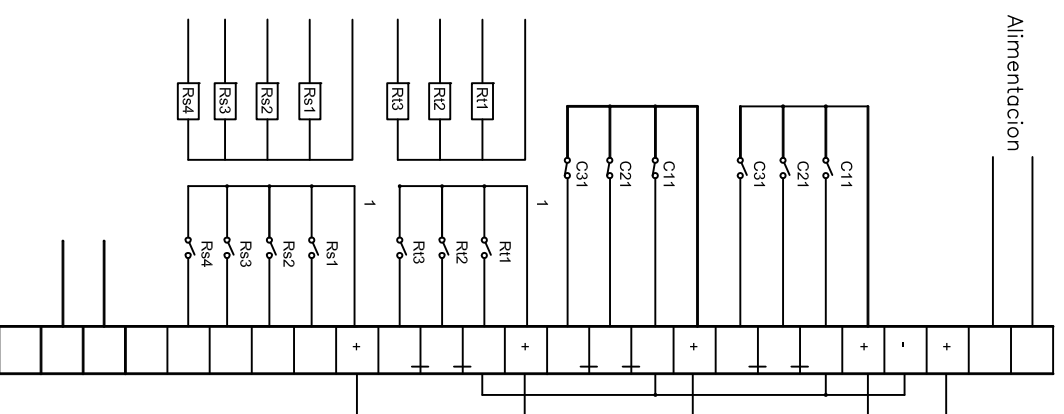 Alimentacion
Rs4
Rs3
Rs2
Rs1
Rt3
Rt2
Rt1
C31
C21
C11
C31
C21
C11
1
1
Rs4
Rs3
Rs2
Rs1
Rt3
Rt2
Rt1
+
+
+
+
-
+